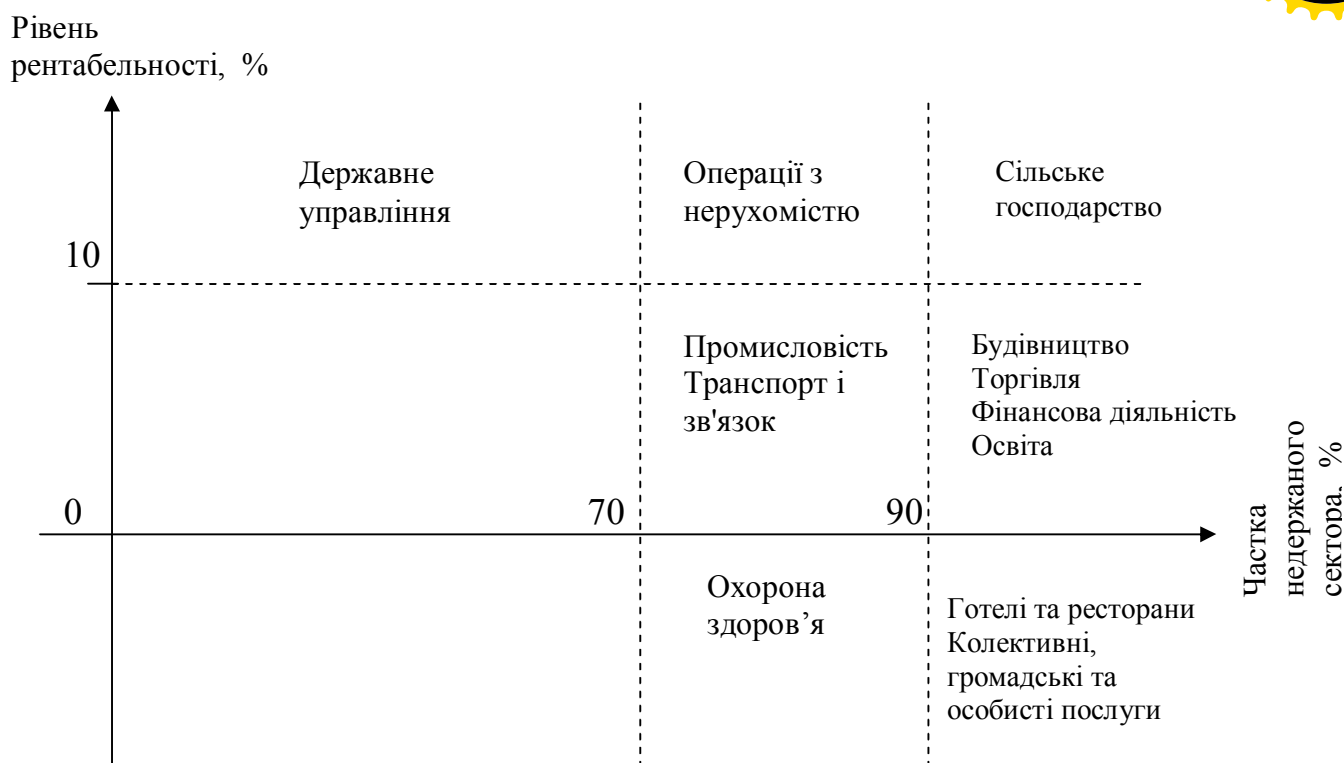 Рівень
рентабельності, %
Державне
управління
Операції з
нерухомістю
Сільське
господарство
10
Промисловість
Транспорт і
зв'язок
Будівництво
Торгівля
Фінансова діяльність
Освіта
0
70
90
Частка
недержаного
сектора, %
Охорона
здоров’я
Готелі та ресторани
Колективні,
громадські та
особисті послуги